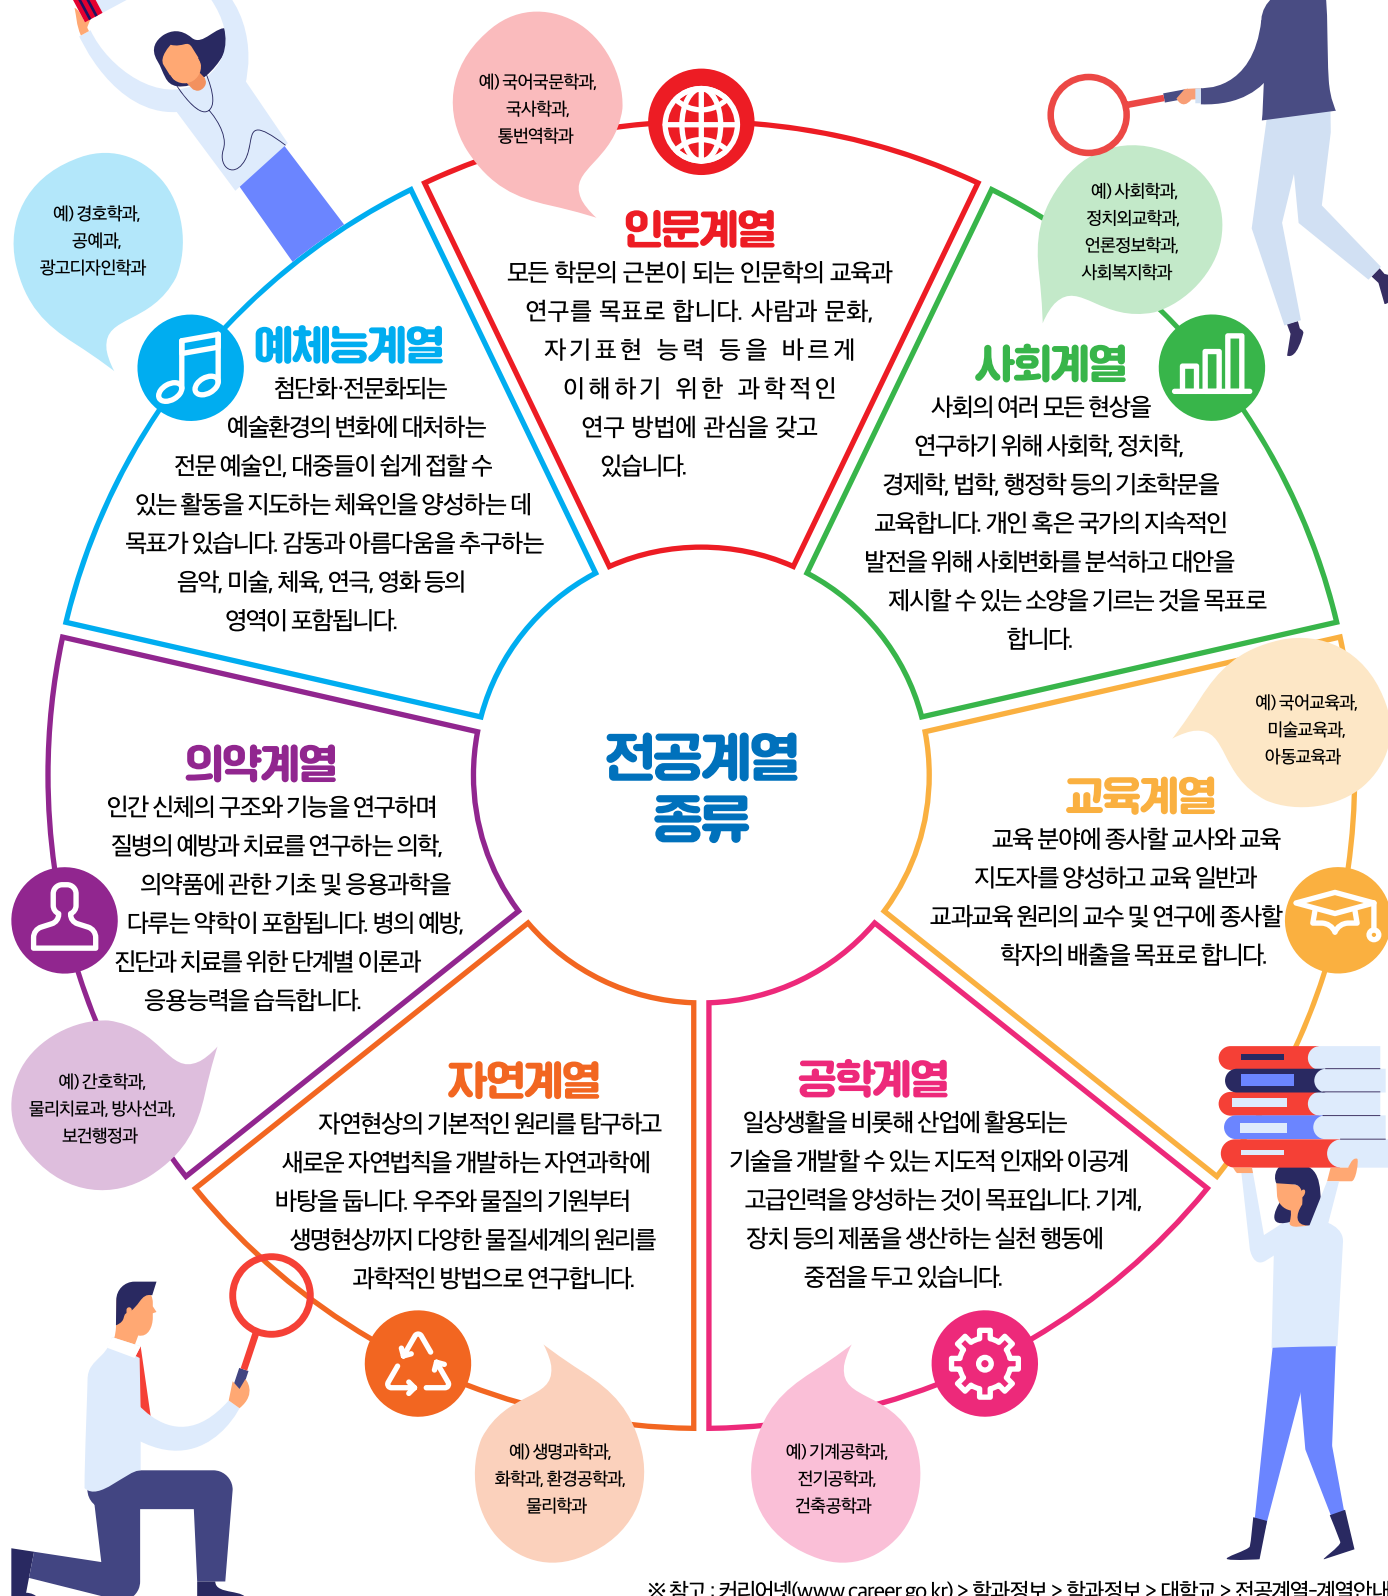 예) 국어국문학과,
국사학과,
통번역학과
인문계열
모든 학문의 근본이 되는 인문학의 교육과
연구를 목표로 합니다. 사람과 문화,
자기표현 능력 등을 바르게
이해하기 위한 과학적인
연구 방법에 관심을 갖고
있습니다.
예) 사회학과,
정치외교학과,
언론정보학과,
사회복지학과
사회계열
사회의 여러 모든 현상을
연구하기 위해 사회학, 정치학,
경제학, 법학, 행정학 등의 기초학문을
교육합니다. 개인 혹은 국가의 지속적인
발전을 위해 사회변화를 분석하고 대안을
제시할 수 있는 소양을 기르는 것을 목표로
합니다.
예) 경호학과,
공예과,
광고디자인학과
예체능계열
첨단화·전문화되는
예술환경의 변화에 대처하는
전문 예술인, 대중들이 쉽게 접할 수
있는 활동을 지도하는 체육인을 양성하는 데
목표가 있습니다. 감동과 아름다움을 추구하는
음악, 미술, 체육, 연극, 영화 등의
영역이 포함됩니다.
전공계열
종류
예) 국어교육과,
미술교육과,
아동교육과
교육계열
교육 분야에 종사할 교사와 교육
지도자를 양성하고 교육 일반과
교과교육 원리의 교수 및 연구에 종사할
학자의 배출을 목표로 합니다.
의약계열
인간 신체의 구조와 기능을 연구하며
질병의 예방과 치료를 연구하는 의학,
의약품에 관한 기초 및 응용과학을
다루는 약학이 포함됩니다. 병의 예방,
진단과 치료를 위한 단계별 이론과
응용능력을 습득합니다.
예) 간호학과,
물리치료과, 방사선과,
보건행정과
자연계열
자연현상의 기본적인 원리를 탐구하고
새로운 자연법칙을 개발하는 자연과학에
바탕을 둡니다. 우주와 물질의 기원부터
생명현상까지 다양한 물질세계의 원리를
과학적인 방법으로 연구합니다.
예) 생명과학과,
화학과, 환경공학과,
물리학과
공학계열
일상생활을 비롯해 산업에 활용되는
기술을 개발할 수 있는 지도적 인재와 이공계
고급인력을 양성하는 것이 목표입니다. 기계,
장치 등의 제품을 생산하는 실천 행동에
중점을 두고 있습니다.
예) 기계공학과,
전기공학과,
건축공학과
※ 참고 : 커리어넷(www.career.go.kr) > 학과정보 > 학과정보 > 대학교 > 전공계열-계열안내